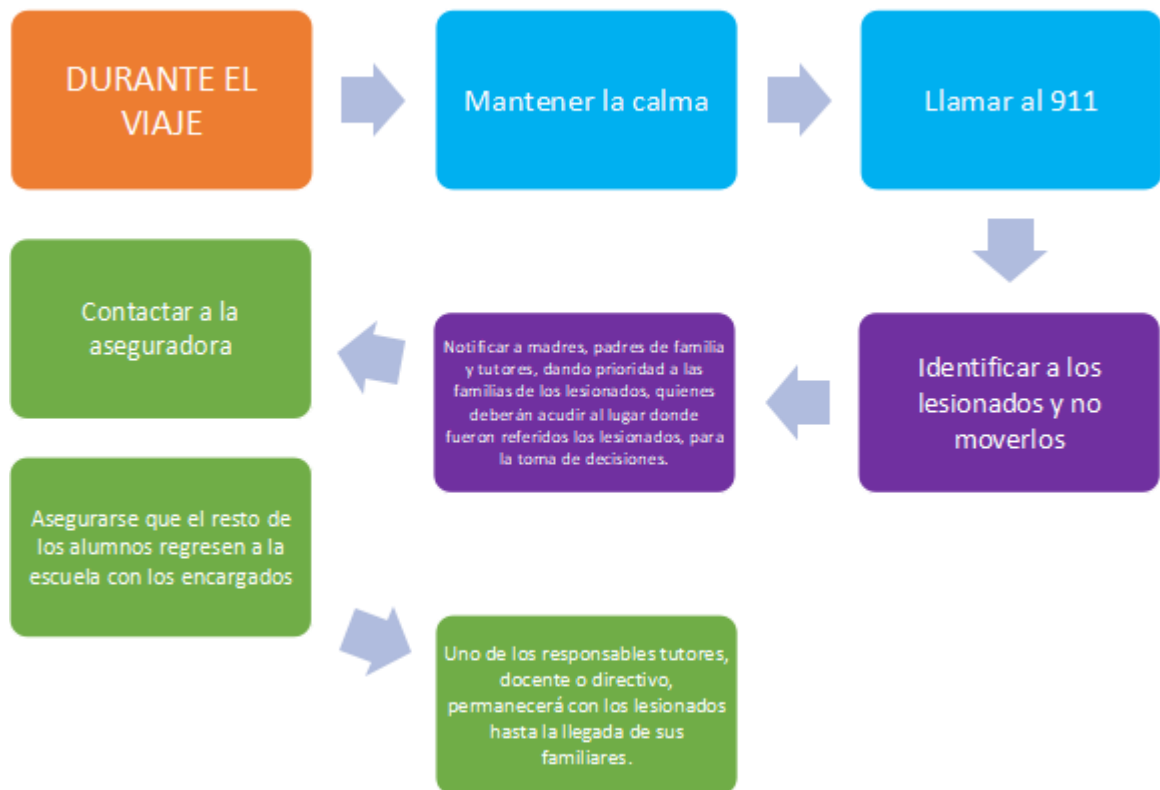 DURANTE EL
VIAJE
Mantener la calma
Llamar al 911
Identificar a los
lesionados y no
moverlos
Notificar a madres, padres de familia
y tutores, dando prioridad a las
familias de los lesionados, quienes
deberán acudir al lugar donde
fueron referidos los lesionados, para
la toma de decisiones.
Contactar a la
aseguradora
Asegurarse que el resto de
los alumnos regresen a la
escuela con los encargados
Uno de los responsables tutores,
docente o directivo,
permanecerá con los lesionados
hasta la llegada de sus
familiares.